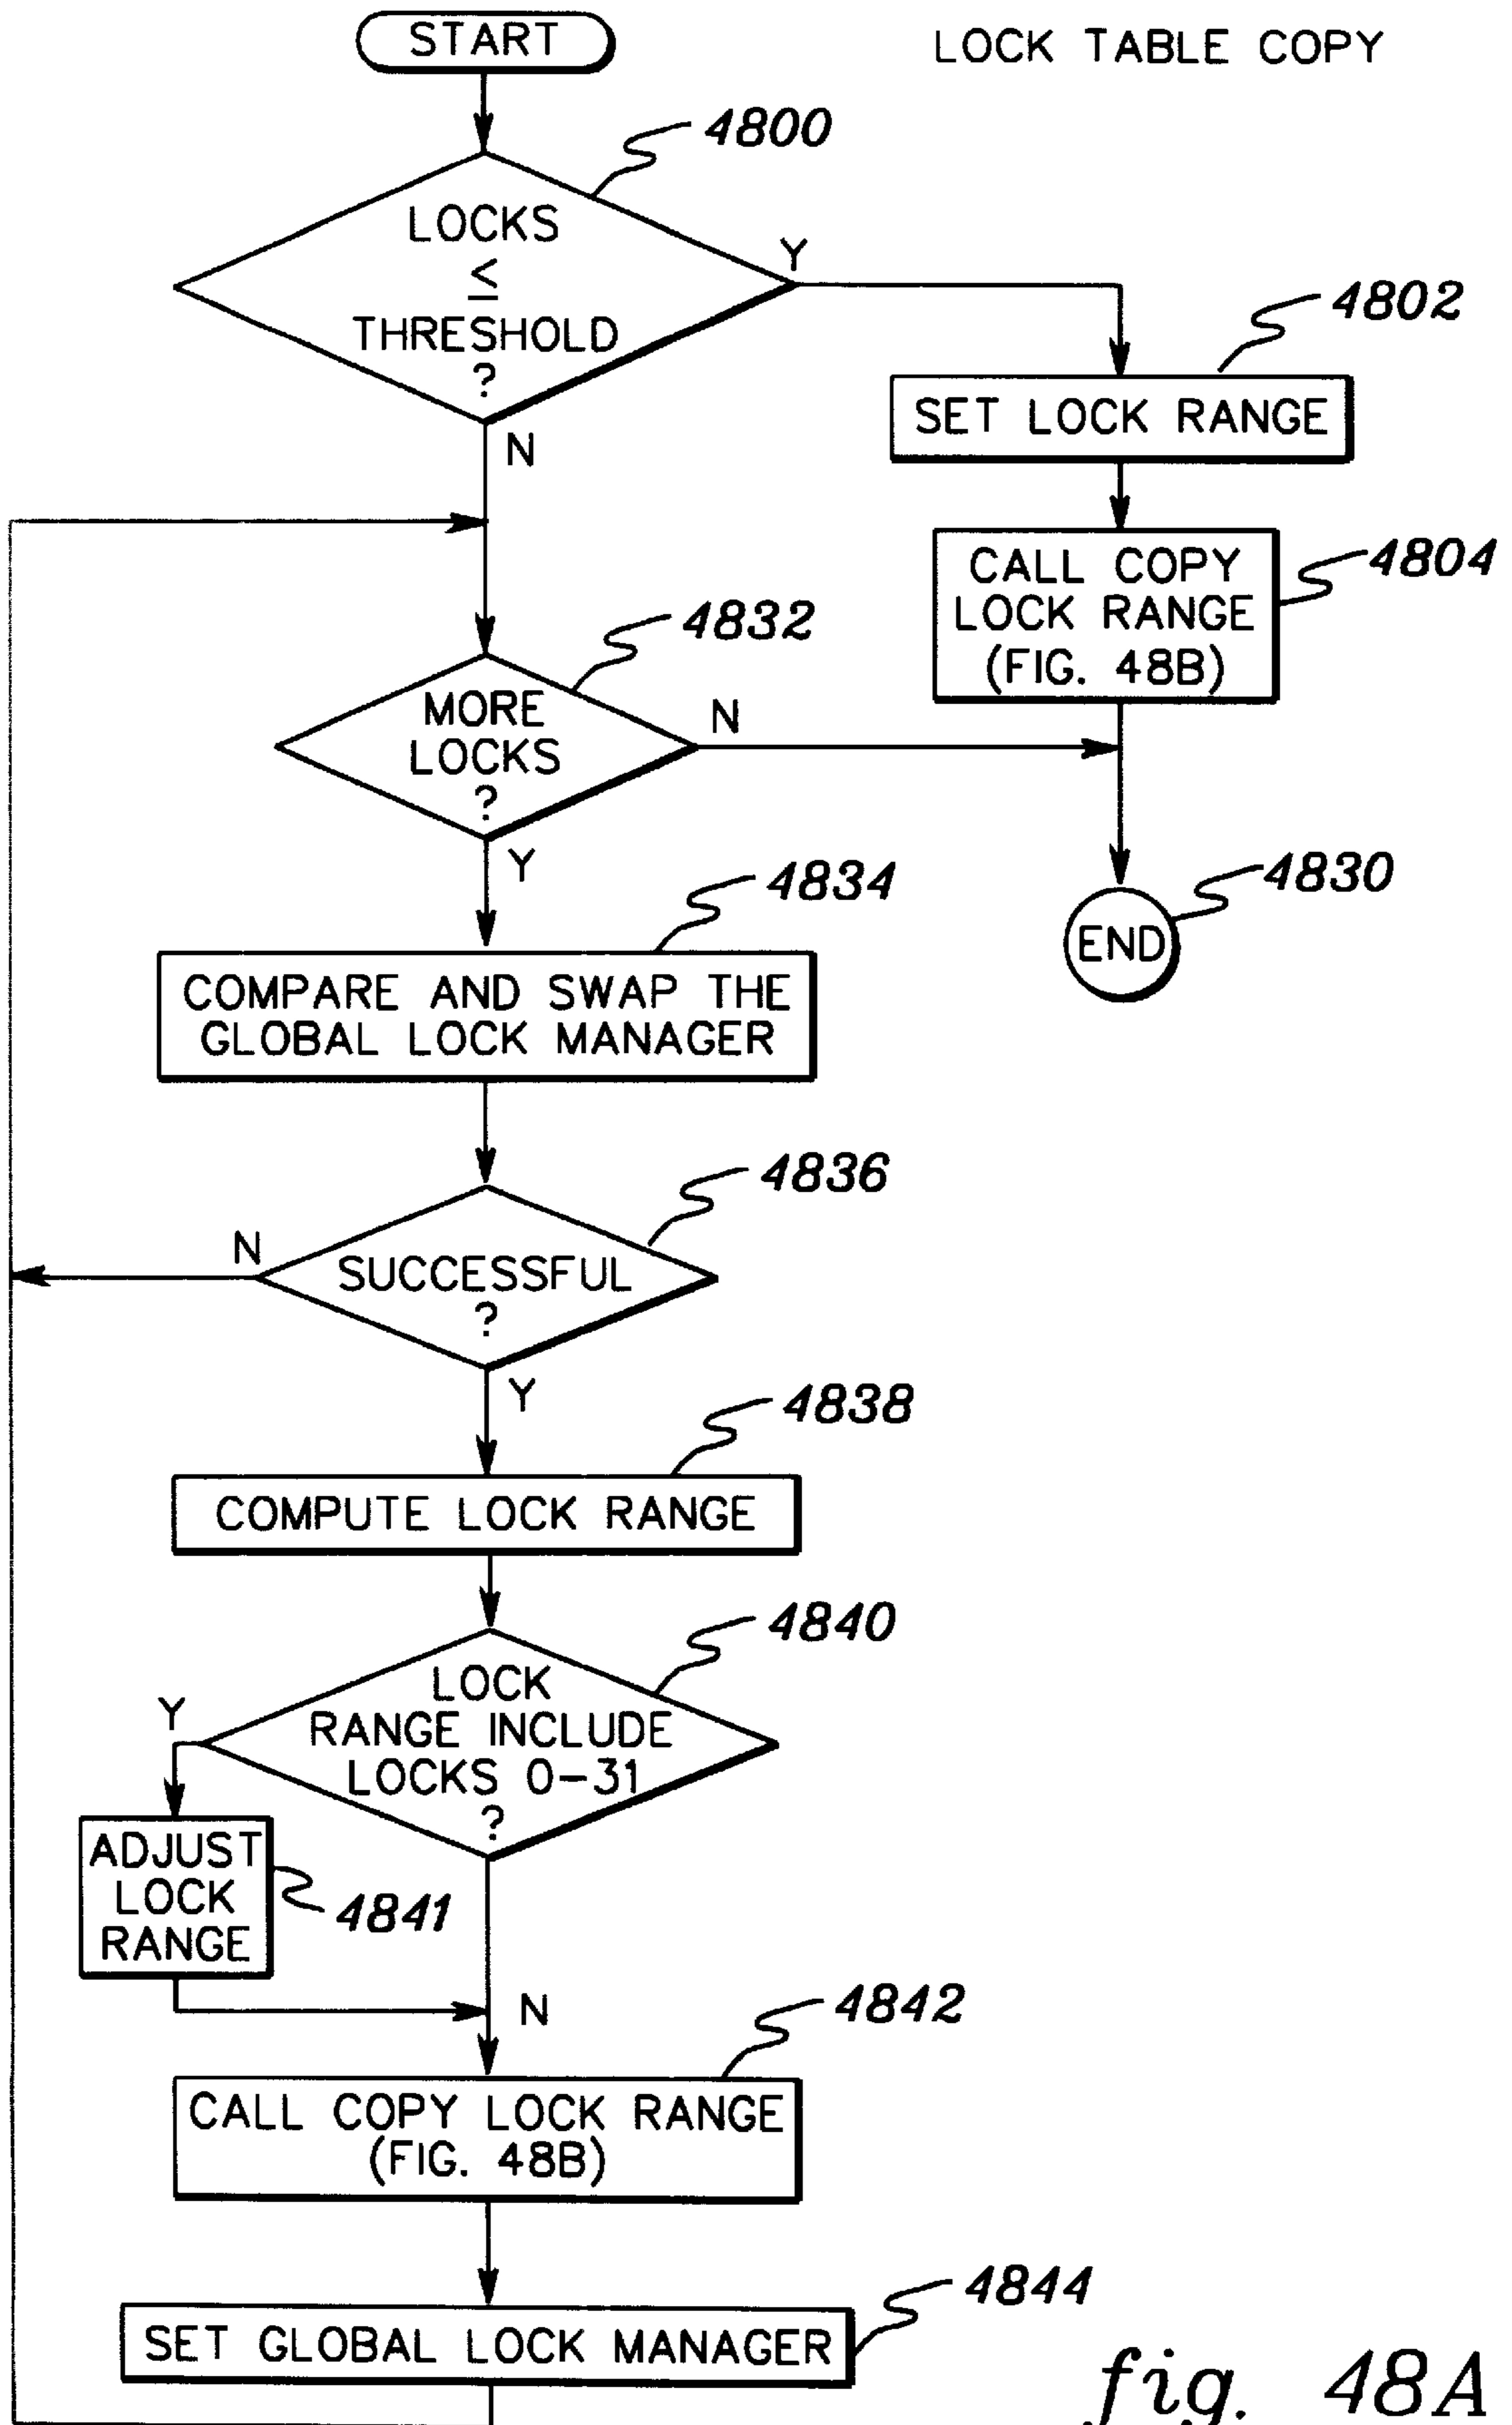 START
LOCK TABLE COPY
4800
LOCKS
≤
THRESHOLD
?
Y
N
4802
SET LOCK RANGE
4804
CALL COPY
LOCK RANGE
(FIG. 48B)
4832
MORE
LOCKS
?
N
Y
4830
END
4834
COMPARE AND SWAP THE
GLOBAL LOCK MANAGER
4836
N
SUCCESSFUL
?
Y
4838
COMPUTE LOCK RANGE
4840
LOCK
RANGE INCLUDE
LOCKS 0-31
?
Y
ADJUST
LOCK
RANGE
4841
N
4842
CALL COPY LOCK RANGE
(FIG. 48B)
4844
SET GLOBAL LOCK MANAGER
fig. 48A